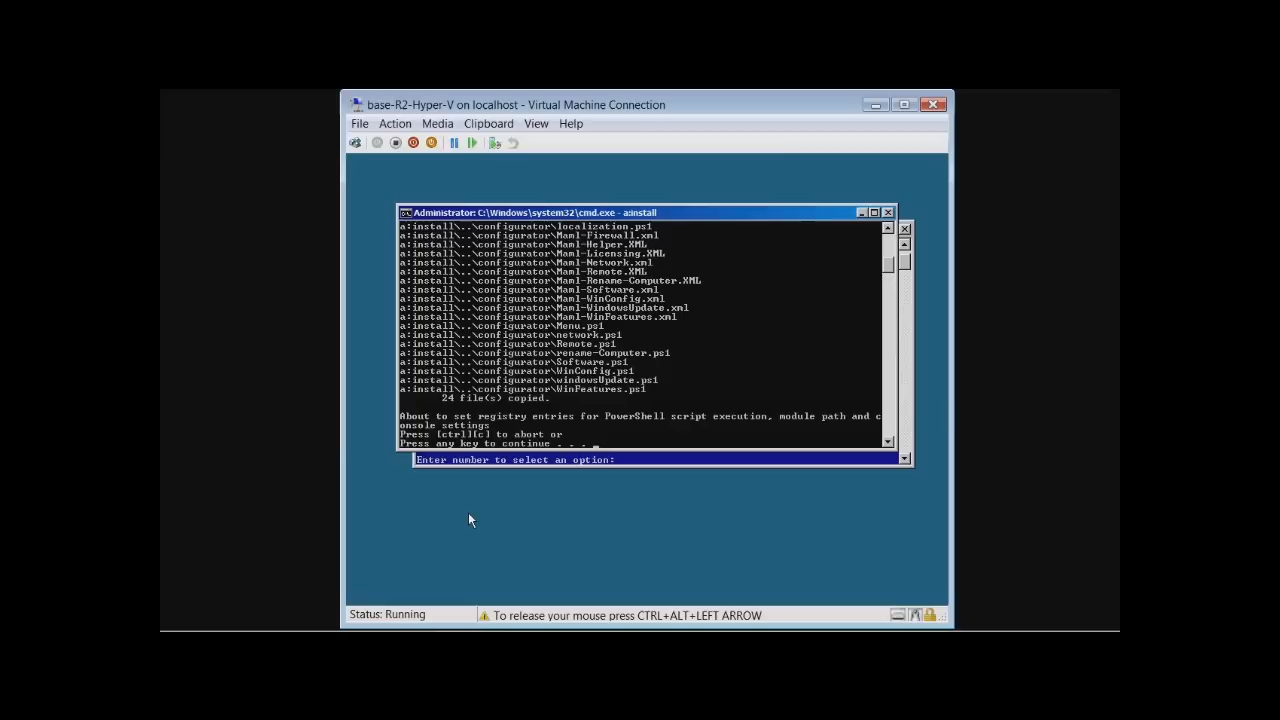 base-R2-Hyper-V on localhost - Virtual Machine Connection
File Action Media Clipboard View Help
Administrator: C:\Windows\system32\cmd.exe - a:install
a:install\..\configurator\localization.ps1
a:install\..\configurator\Maml-Firewall.xml
a:install\..\configurator\Maml-Helper.XML
a:install\..\configurator\Maml-Licensing.XML
a:install\..\configurator\Maml-Network.xml
a:install\..\configurator\Maml-Remote.XML
a:install\..\configurator\Maml-Rename-Computer.XML
a:install\..\configurator\Maml-Software.xml
a:install\..\configurator\Maml-WinConfig.xml
a:install\..\configurator\Maml-WindowsUpdate.xml
a:install\..\configurator\Maml-WinFeatures.xml
a:install\..\configurator\Menu.ps1
a:install\..\configurator\network.ps1
a:install\..\configurator\Remote.ps1
a:install\..\configurator\rename-Computer.ps1
a:install\..\configurator\Software.ps1
a:install\..\configurator\WinConfig.ps1
a:install\..\configurator\windowsUpdate.ps1
a:install\..\configurator\WinFeatures.ps1
24 file(s) copied.
About to set registry entries for PowerShell script execution, module path and c
onsole settings
Press [ctrl][c] to abort or
Press any key to continue . . . _
Enter number to select an option:
Status: Running
To release your mouse press CTRL+ALT+LEFT ARROW